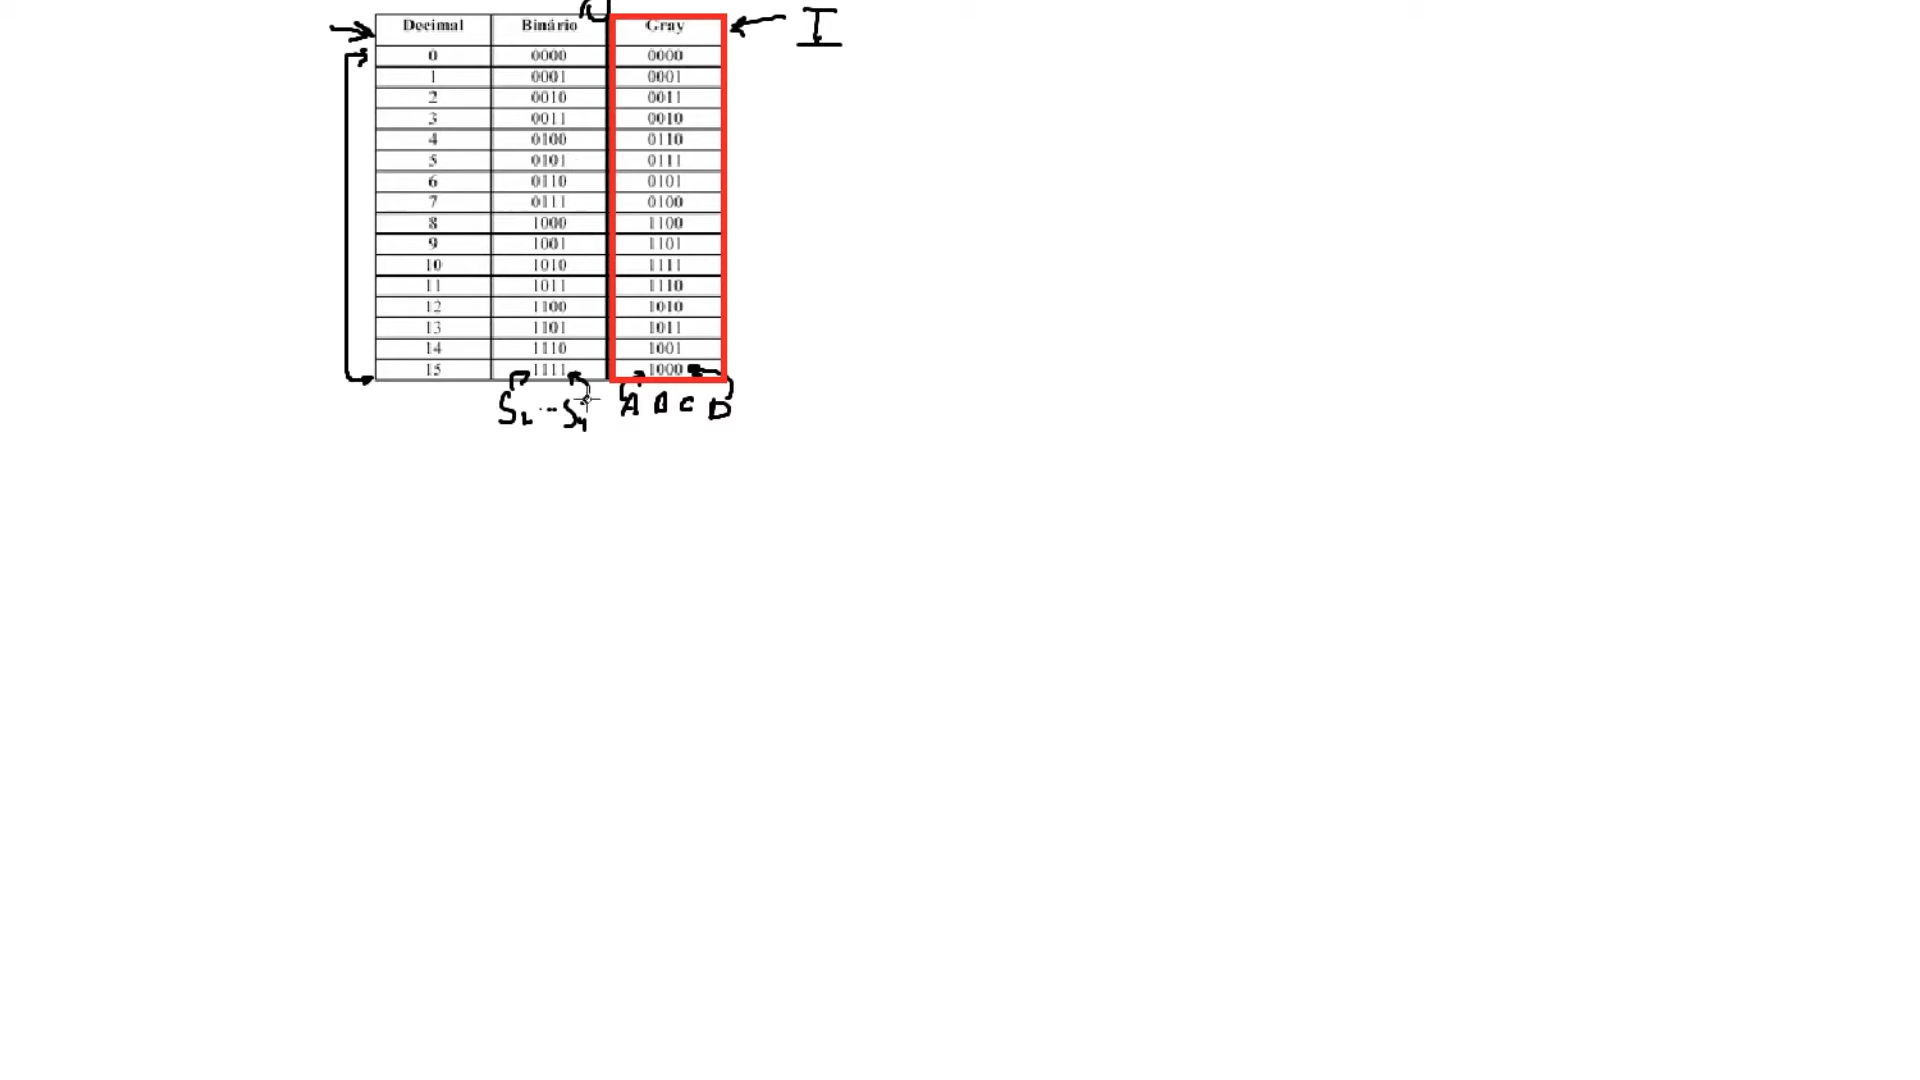 Decimal Binário Gray I
0 0000 0000
1 0001 0001
2 0010 0011
3 0011 0010
4 0100 0110
5 0101 0111
6 0110 0101
7 0111 0100
8 1000 1100
9 1001 1101
10 1010 1111
11 1011 1110
12 1100 1010
13 1101 1011
14 1110 1001
15 1111 1000
S1 ... S4 A B C D